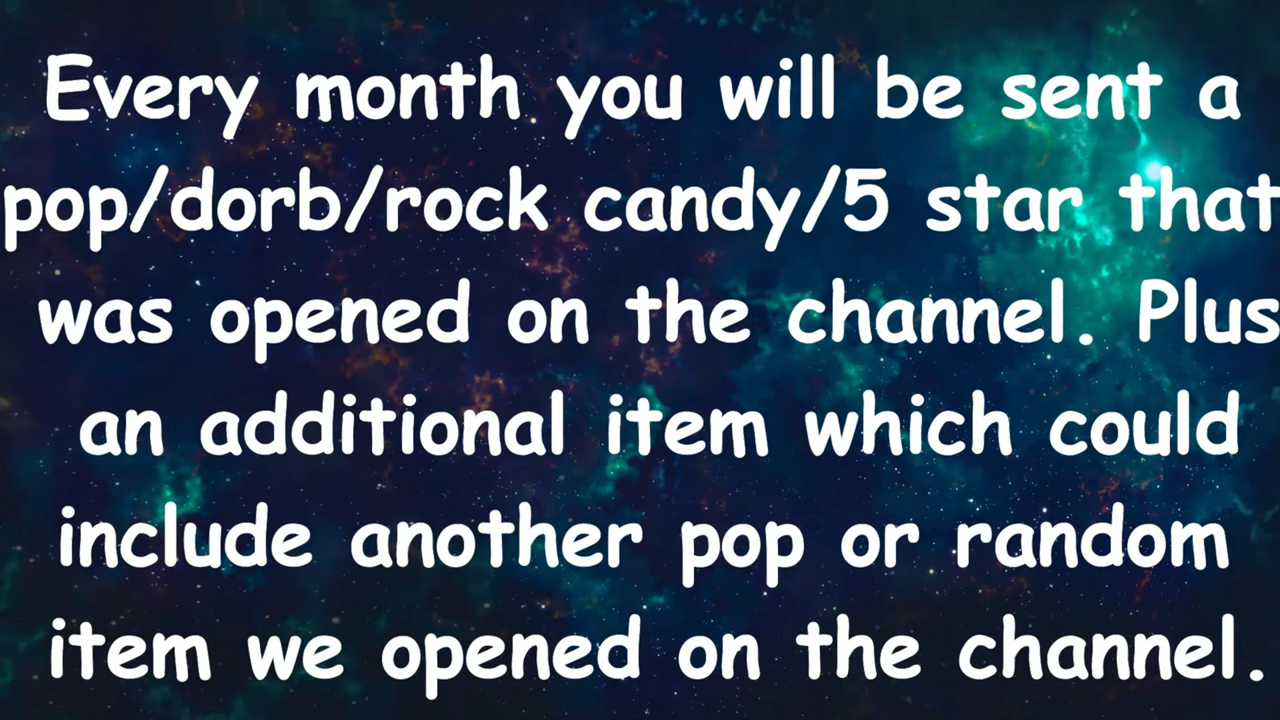 Every month you will be sent a
pop/dorb/rock candy/5 star that
was opened on the channel. Plus
an additional item which could
include another pop or random
item we opened on the channel.